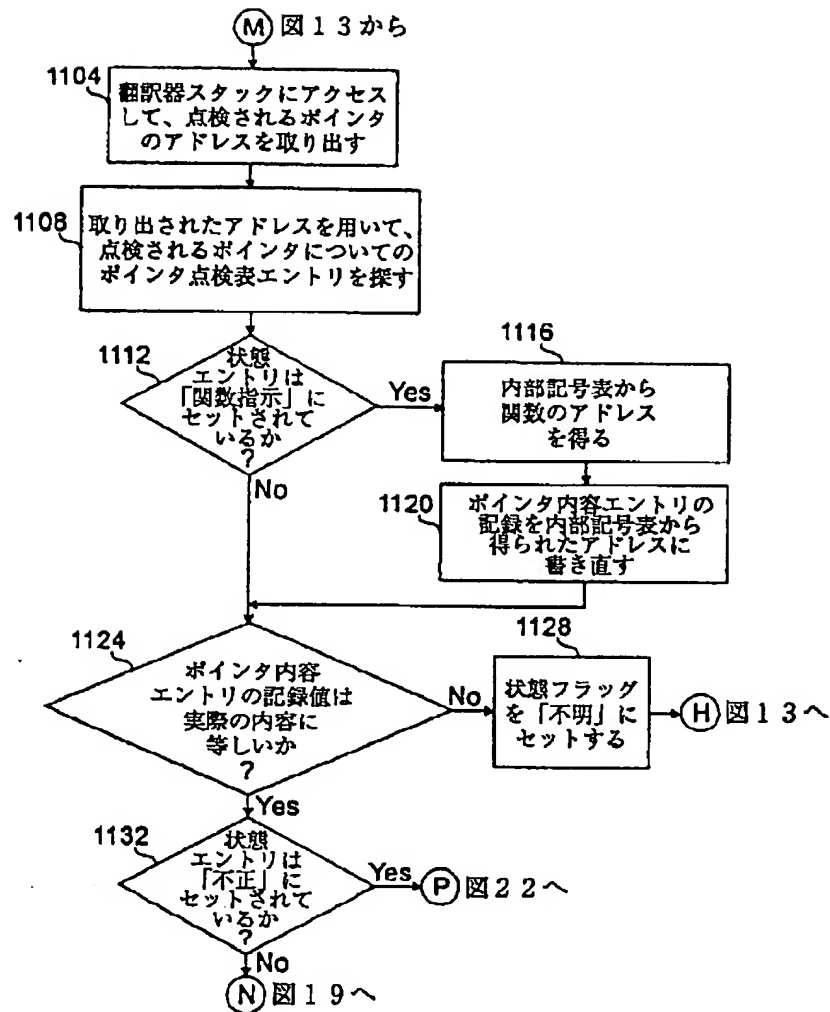 M 図13から
1104
翻訳器スタックにアクセス
して、点検されるポインタ
のアドレスを取り出す
1108
取り出されたアドレスを用いて、
点検されるポインタについての
ポインタ点検表エントリを探す
1112
状態
エントリは
「関数指示」に
セットされて
いるか
?
Yes
No
1116
内部記号表から
関数のアドレス
を得る
1120
ポインタ内容エントリの
記録を内部記号表から
得られたアドレスに
書き直す
1124
ポインタ内容
エントリの記録値は
実際の内容に
等しいか
?
No
Yes
1128
状態フラッグ
を「不明」に
セットする
H 図13へ
1132
状態
エントリは
「不正」に
セットされて
いるか
?
Yes
P 図22へ
No
N 図19へ